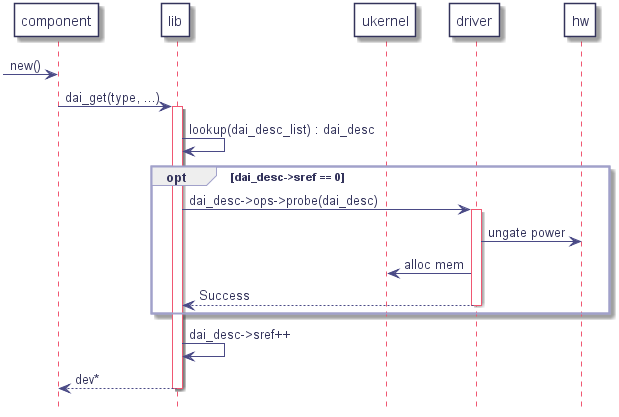 component lib ukernel driver hw
new()
dai_get(type, ...)
lookup(dai_desc_list) : dai_desc
opt [dai_desc->sref == 0]
dai_desc->ops->probe(dai_desc)
ungate power
alloc mem
Success
dai_desc->sref++
dev*